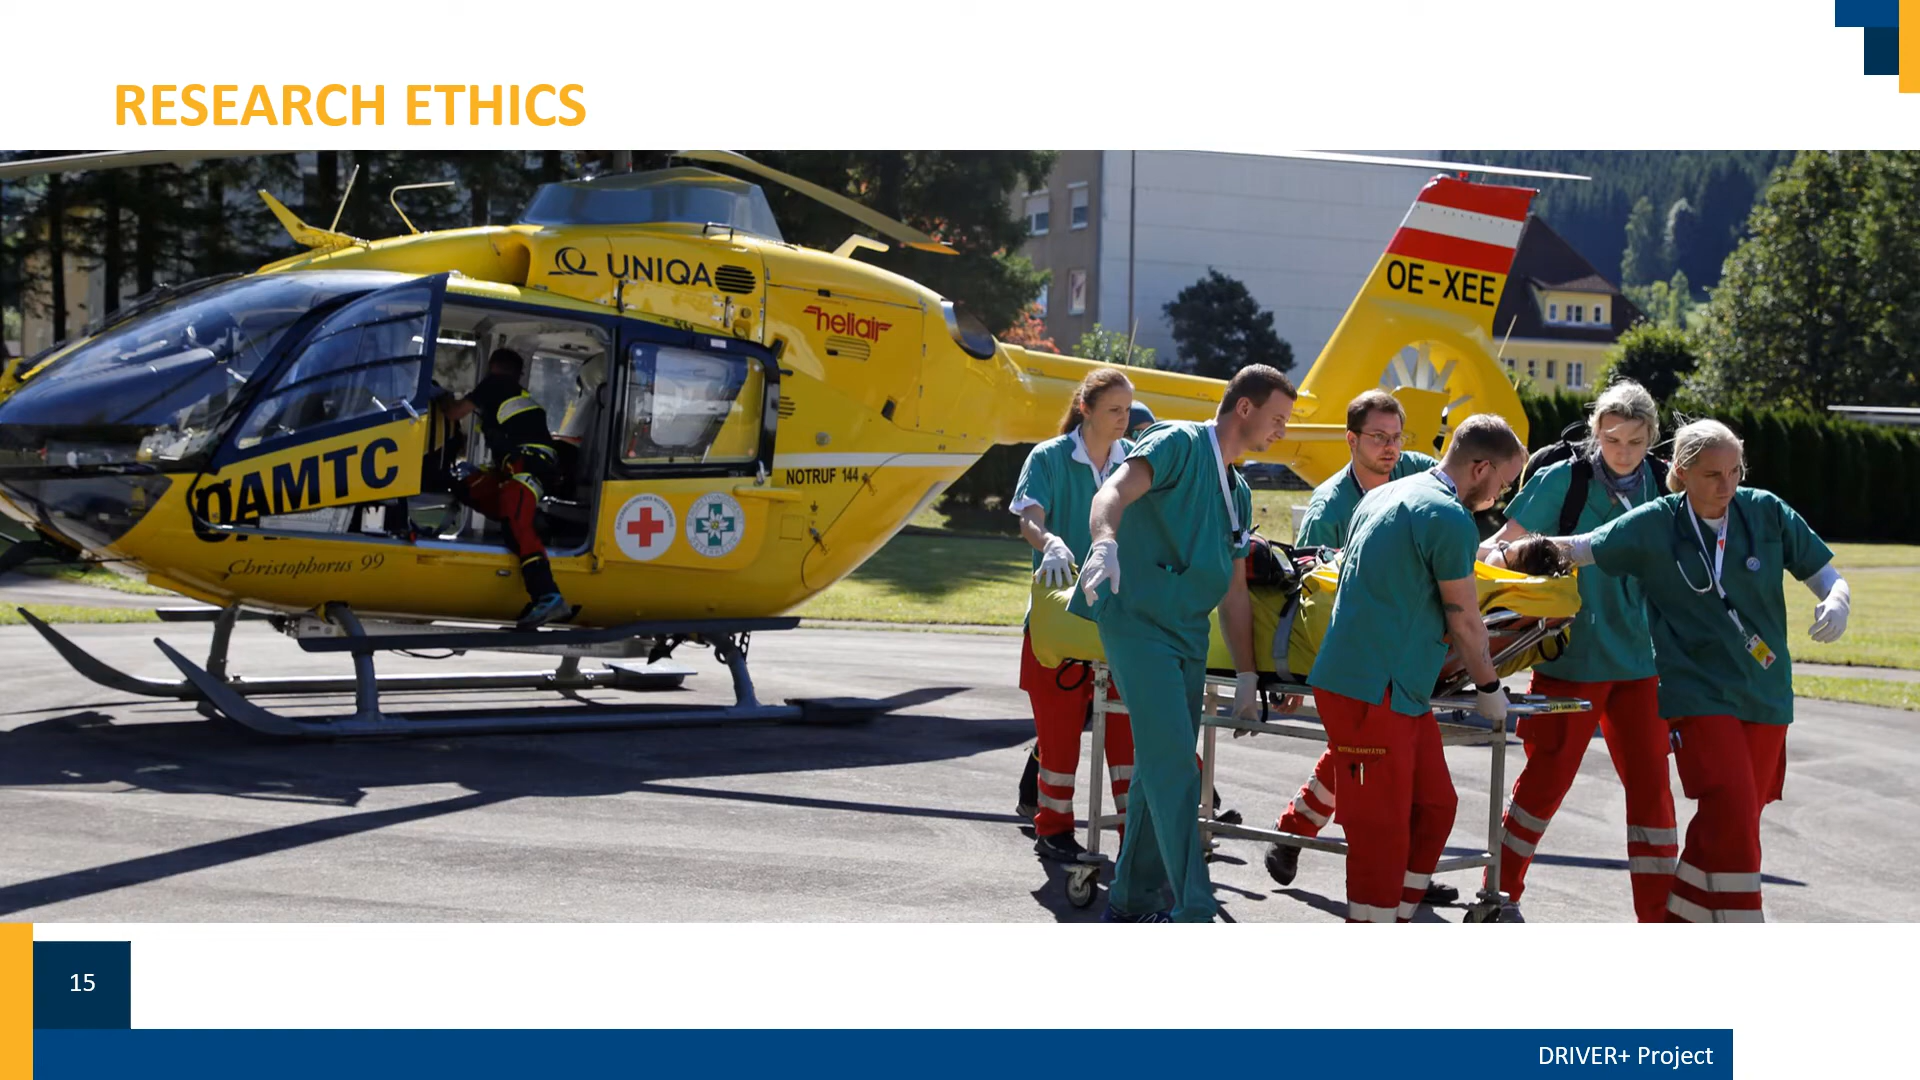 RESEARCH ETHICS
UNIQA
heliair
OE-XEE
ÖAMTC
NOTRUF 144
Christophorus 99
15
DRIVER+ Project